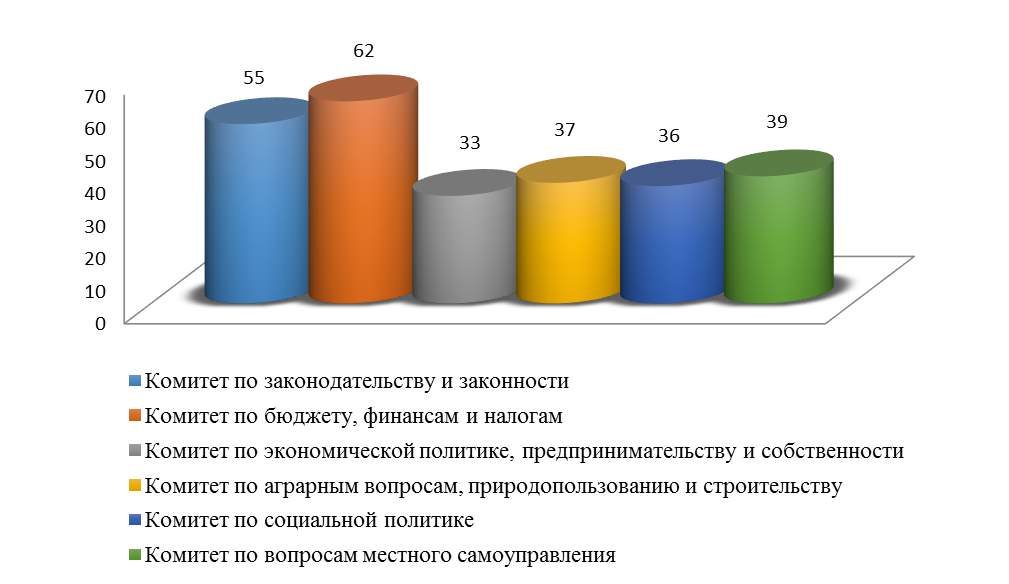 62
55
39
37
36
33
70
60
50
40
30
20
10
0
Комитет по законодательству и законности
Комитет по бюджету, финансам и налогам
Комитет по экономической политике, предпринимательству и собственности
Комитет по аграрным вопросам, природопользованию и строительству
Комитет по социальной политике
Комитет по вопросам местного самоуправления